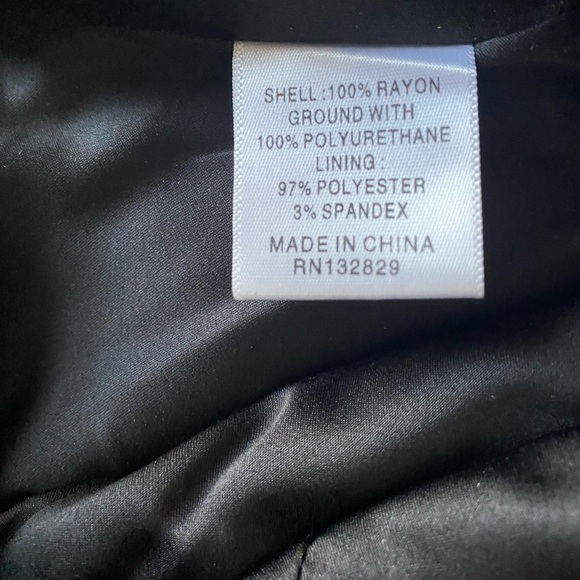 SHELL :100% RAYON
GROUND WITH
100% POLYURETHANE
LINING :
97% POLYESTER
3% SPANDEX
MADE IN CHINA
RN132829